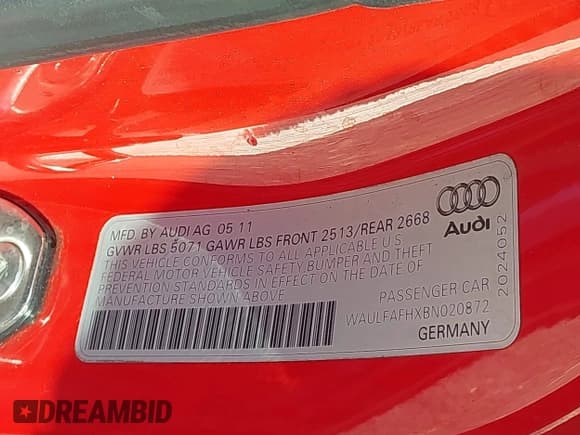 MFD BY AUDI AG 05 11
GVWR LBS 5071 GAWR LBS FRONT 2513/REAR 2668
THIS VEHICLE CONFORMS TO ALL APPLICABLE U S
FEDERAL MOTOR VEHICLE SAFETY BUMPER AND THEFT
PREVENTION STANDARDS IN EFFECT ON THE DATE OF
MANUFACTURE SHOWN ABOVE
Audi
2024052
PASSENGER CAR
WAULFAFHXBN020872
GERMANY
DREAMBID